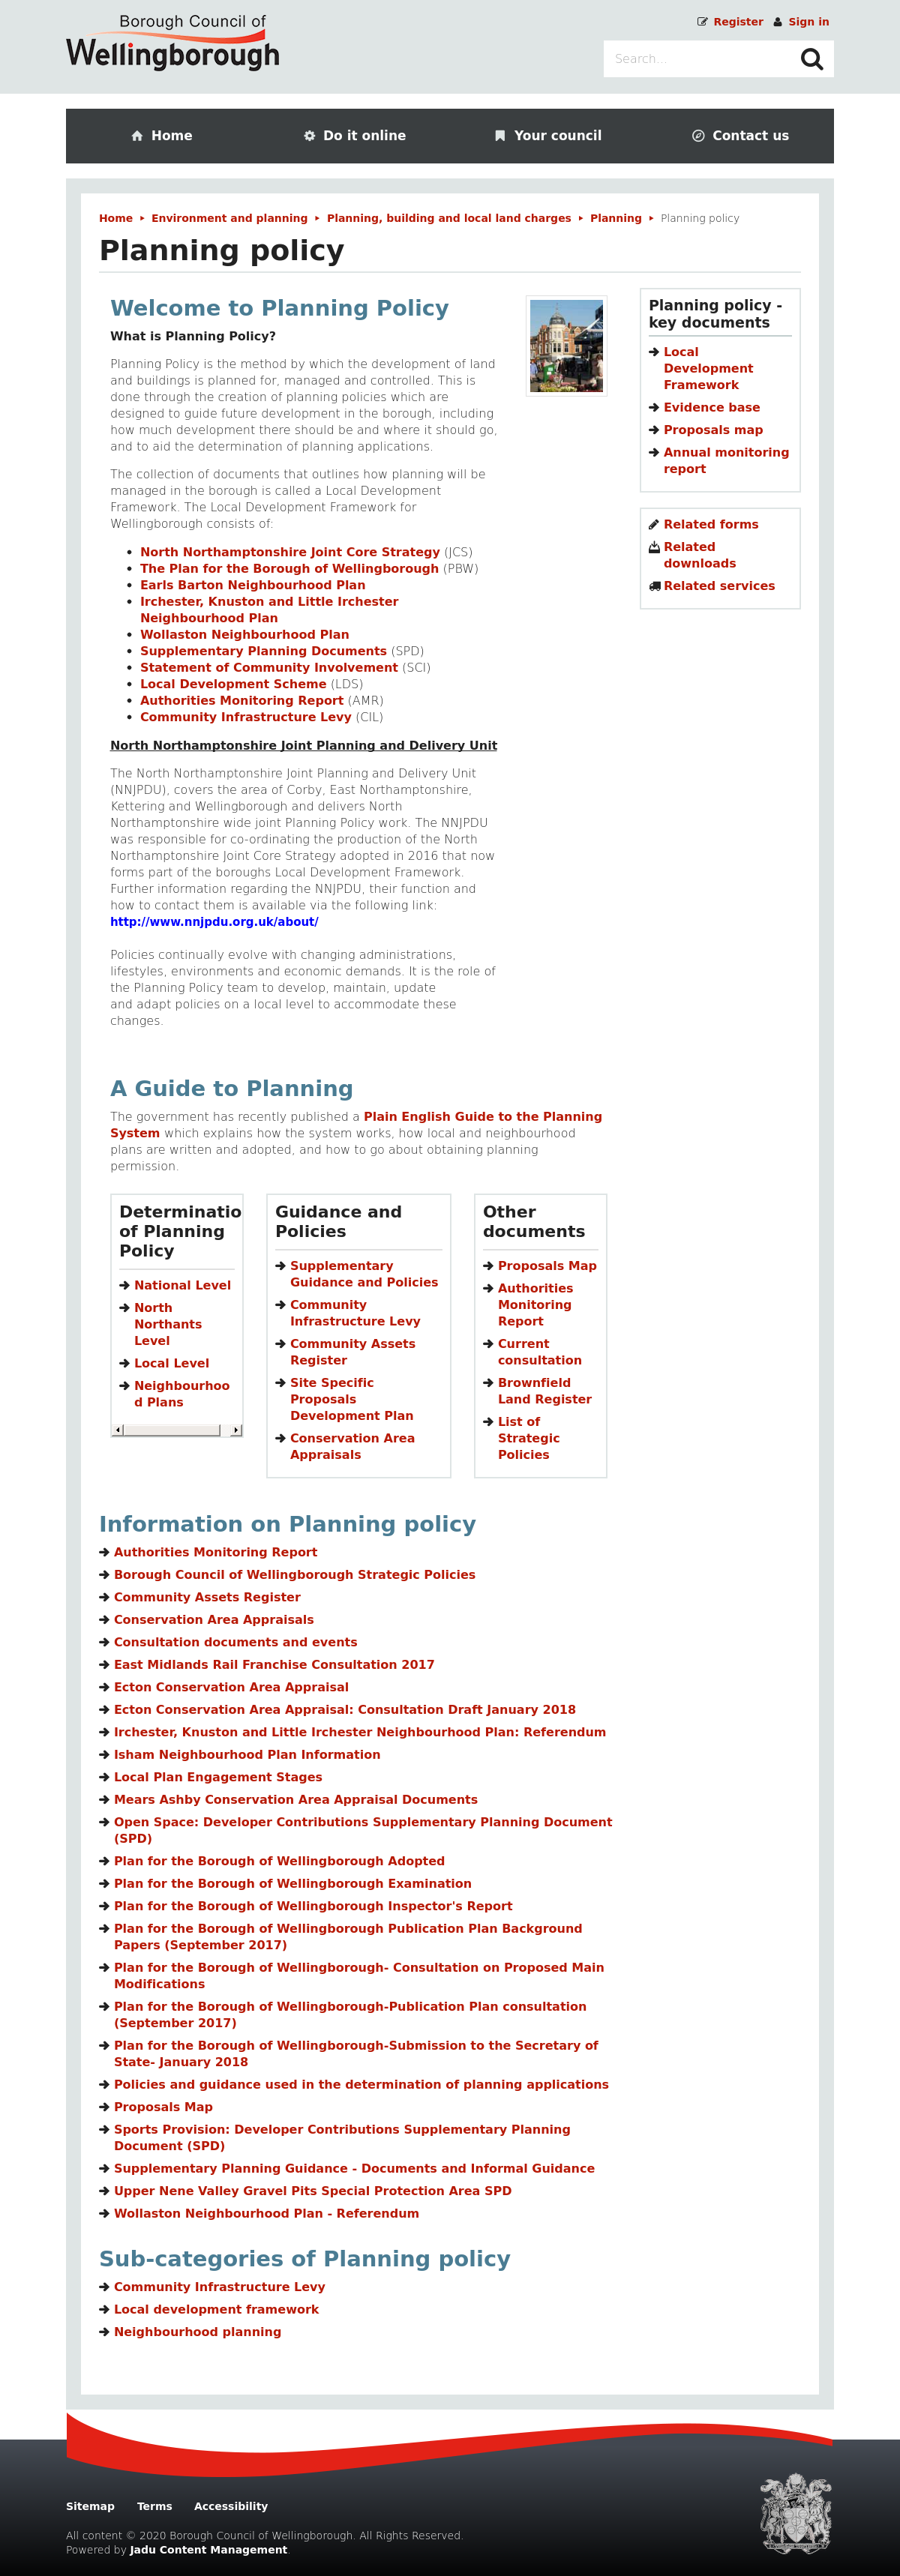 Borough Council of
Wellingborough
Register Sign in
Search...
Home Do it online Your council Contact us
Home Environment and planning Planning, building and local land charges Planning Planning policy
Planning policy
Welcome to Planning Policy
What is Planning Policy?
Planning Policy is the method by which the development of land
and buildings is planned for, managed and controlled. This is
done through the creation of planning policies which are
designed to guide future development in the borough, including
how much development there should be and where it should go,
and to aid the determination of planning applications.
The collection of documents that outlines how planning will be
managed in the borough is called a Local Development
Framework. The Local Development Framework for
Wellingborough consists of:
• North Northamptonshire Joint Core Strategy (JCS)
• The Plan for the Borough of Wellingborough (PBW)
• Earls Barton Neighbourhood Plan
• Irchester, Knuston and Little Irchester
Neighbourhood Plan
• Wollaston Neighbourhood Plan
• Supplementary Planning Documents (SPD)
• Statement of Community Involvement (SCI)
• Local Development Scheme (LDS)
• Authorities Monitoring Report (AMR)
• Community Infrastructure Levy (CIL)
North Northamptonshire Joint Planning and Delivery Unit
The North Northamptonshire Joint Planning and Delivery Unit
(NNJPDU), covers the area of Corby, East Northamptonshire,
Kettering and Wellingborough and delivers North
Northamptonshire wide joint Planning Policy work. The NNJPDU
was responsible for co-ordinating the production of the North
Northamptonshire Joint Core Strategy adopted in 2016 that now
forms part of the boroughs Local Development Framework.
Further information regarding the NNJPDU, their function and
how to contact them is available via the following link:
http://www.nnjpdu.org.uk/about/
Policies continually evolve with changing administrations,
lifestyles, environments and economic demands. It is the role of
the Planning Policy team to develop, maintain, update
and adapt policies on a local level to accommodate these
changes.
Planning policy -
key documents
Local
Development
Framework
Evidence base
Proposals map
Annual monitoring
report
Related forms
Related
downloads
Related services
A Guide to Planning
The government has recently published a Plain English Guide to the Planning
System which explains how the system works, how local and neighbourhood
plans are written and adopted, and how to go about obtaining planning
permission.
Determinatio
of Planning
Policy
National Level
North
Northants
Level
Local Level
Neighbourhoo
d Plans
Guidance and
Policies
Supplementary
Guidance and Policies
Community
Infrastructure Levy
Community Assets
Register
Site Specific
Proposals
Development Plan
Conservation Area
Appraisals
Other
documents
Proposals Map
Authorities
Monitoring
Report
Current
consultation
Brownfield
Land Register
List of
Strategic
Policies
Information on Planning policy
Authorities Monitoring Report
Borough Council of Wellingborough Strategic Policies
Community Assets Register
Conservation Area Appraisals
Consultation documents and events
East Midlands Rail Franchise Consultation 2017
Ecton Conservation Area Appraisal
Ecton Conservation Area Appraisal: Consultation Draft January 2018
Irchester, Knuston and Little Irchester Neighbourhood Plan: Referendum
Isham Neighbourhood Plan Information
Local Plan Engagement Stages
Mears Ashby Conservation Area Appraisal Documents
Open Space: Developer Contributions Supplementary Planning Document
(SPD)
Plan for the Borough of Wellingborough Adopted
Plan for the Borough of Wellingborough Examination
Plan for the Borough of Wellingborough Inspector's Report
Plan for the Borough of Wellingborough Publication Plan Background
Papers (September 2017)
Plan for the Borough of Wellingborough- Consultation on Proposed Main
Modifications
Plan for the Borough of Wellingborough-Publication Plan consultation
(September 2017)
Plan for the Borough of Wellingborough-Submission to the Secretary of
State- January 2018
Policies and guidance used in the determination of planning applications
Proposals Map
Sports Provision: Developer Contributions Supplementary Planning
Document (SPD)
Supplementary Planning Guidance - Documents and Informal Guidance
Upper Nene Valley Gravel Pits Special Protection Area SPD
Wollaston Neighbourhood Plan - Referendum
Sub-categories of Planning policy
Community Infrastructure Levy
Local development framework
Neighbourhood planning
Sitemap Terms Accessibility
All content © 2020 Borough Council of Wellingborough. All Rights Reserved.
Powered by Jadu Content Management.